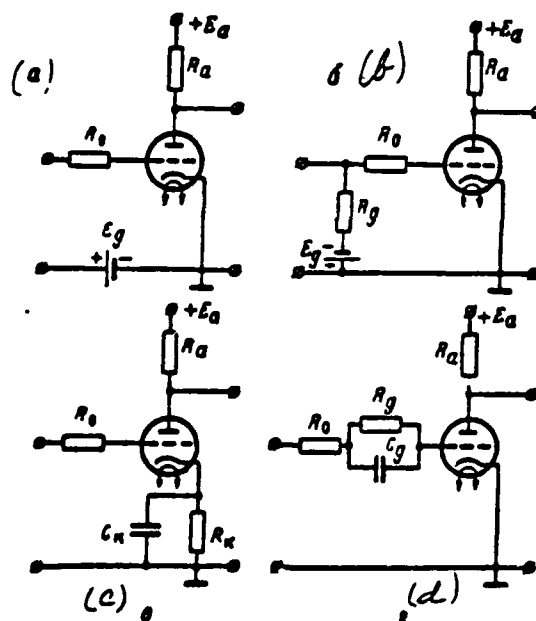 (a)
+Ea
Ra
R0
Eg
+ -
б (b)
+Ea
Ra
R0
Rg
Eg - +
+Ea
Ra
R0
Cк
Rк
(c)
+Ea
Ra
R0
Rg
Cg
(d)